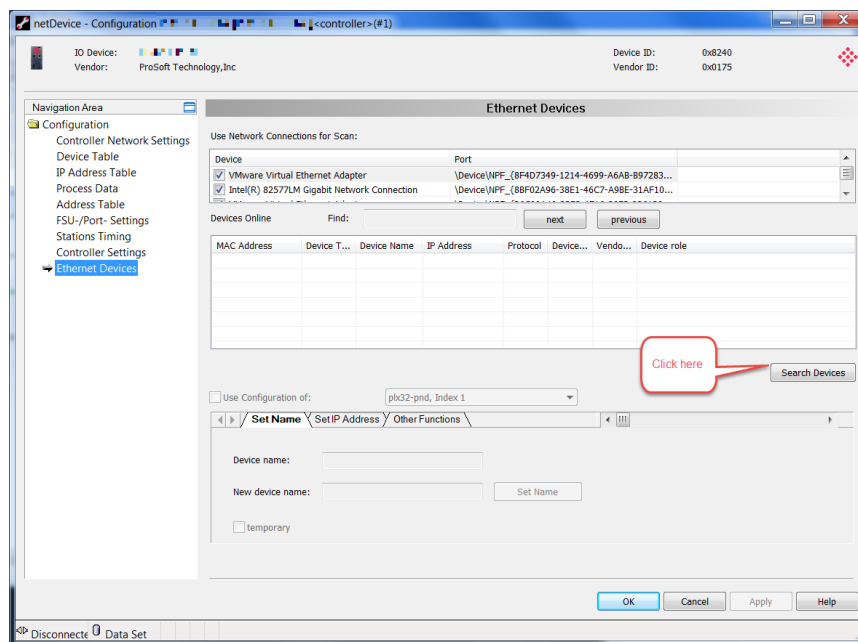 netDevice - Configuration <controller>(#1)
IO Device:
Device ID: 0x8240
Vendor: ProSoft Technology,Inc
Vendor ID: 0x0175
Navigation Area
Ethernet Devices
Configuration
Controller Network Settings
Device Table
IP Address Table
Process Data
Address Table
FSU-/Port- Settings
Stations Timing
Controller Settings
Ethernet Devices
Use Network Connections for Scan:
Device Port
VMware Virtual Ethernet Adapter \Device\NPF_{8F4D7349-1214-4699-A6AB-B97283...
Intel(R) 82577LM Gigabit Network Connection \Device\NPF_{8BF02A96-38E1-46C7-A9BE-31AF10...
Devices Online Find: next previous
MAC Address Device T... Device Name IP Address Protocol Device... Vendo... Device role
Click here
Search Devices
Use Configuration of: plx32-pnd, Index 1
Set Name Set IP Address Other Functions
Device name:
New device name: Set Name
temporary
OK Cancel Apply Help
Disconnecte Data Set